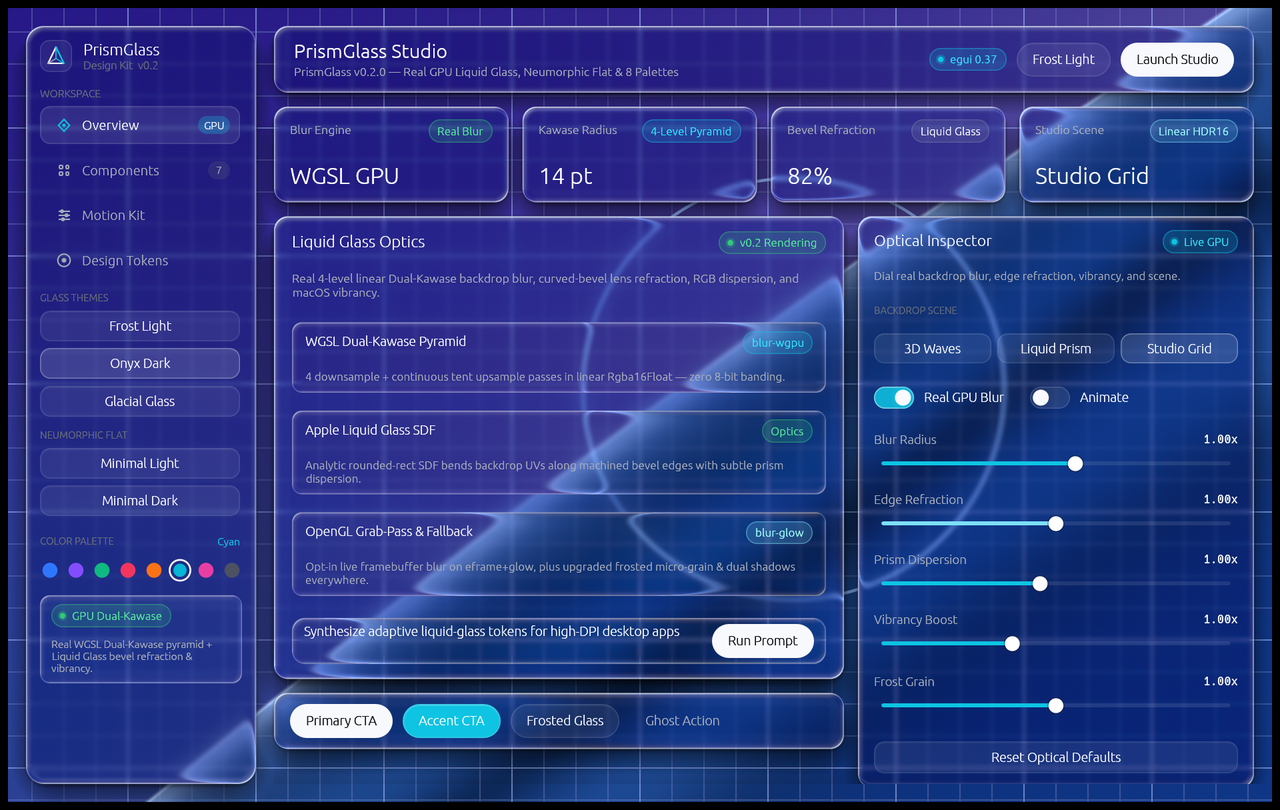 PrismGlass
Design Kit v0.2
WORKSPACE
Overview
GPU
Components
7
Motion Kit
Design Tokens
GLASS THEMES
Frost Light
Onyx Dark
Glacial Glass
NEUMORPHIC FLAT
Minimal Light
Minimal Dark
COLOR PALETTE
Cyan
GPU Dual-Kawase
Real WGSL Dual-Kawase pyramid +
Liquid Glass bevel refraction &
vibrancy.
PrismGlass Studio
PrismGlass v0.2.0 — Real GPU Liquid Glass, Neumorphic Flat & 8 Palettes
egui 0.37
Frost Light
Launch Studio
Blur Engine
Real Blur
WGSL GPU
Kawase Radius
4-Level Pyramid
14 pt
Bevel Refraction
Liquid Glass
82%
Studio Scene
Linear HDR16
Studio Grid
Liquid Glass Optics
v0.2 Rendering
Real 4-level linear Dual-Kawase backdrop blur, curved-bevel lens refraction, RGB dispersion, and
macOS vibrancy.
WGSL Dual-Kawase Pyramid
blur-wgpu
4 downsample + continuous tent upsample passes in linear Rgba16Float — zero 8-bit banding.
Apple Liquid Glass SDF
Optics
Analytic rounded-rect SDF bends backdrop UVs along machined bevel edges with subtle prism
dispersion.
OpenGL Grab-Pass & Fallback
blur-glow
Opt-in live framebuffer blur on eframe+glow, plus upgraded frosted micro-grain & dual shadows
everywhere.
Synthesize adaptive liquid-glass tokens for high-DPI desktop apps
Run Prompt
Primary CTA
Accent CTA
Frosted Glass
Ghost Action
Optical Inspector
Live GPU
Dial real backdrop blur, edge refraction, vibrancy, and scene.
BACKDROP SCENE
3D Waves
Liquid Prism
Studio Grid
Real GPU Blur
Animate
Blur Radius
1.00x
Edge Refraction
1.00x
Prism Dispersion
1.00x
Vibrancy Boost
1.00x
Frost Grain
1.00x
Reset Optical Defaults